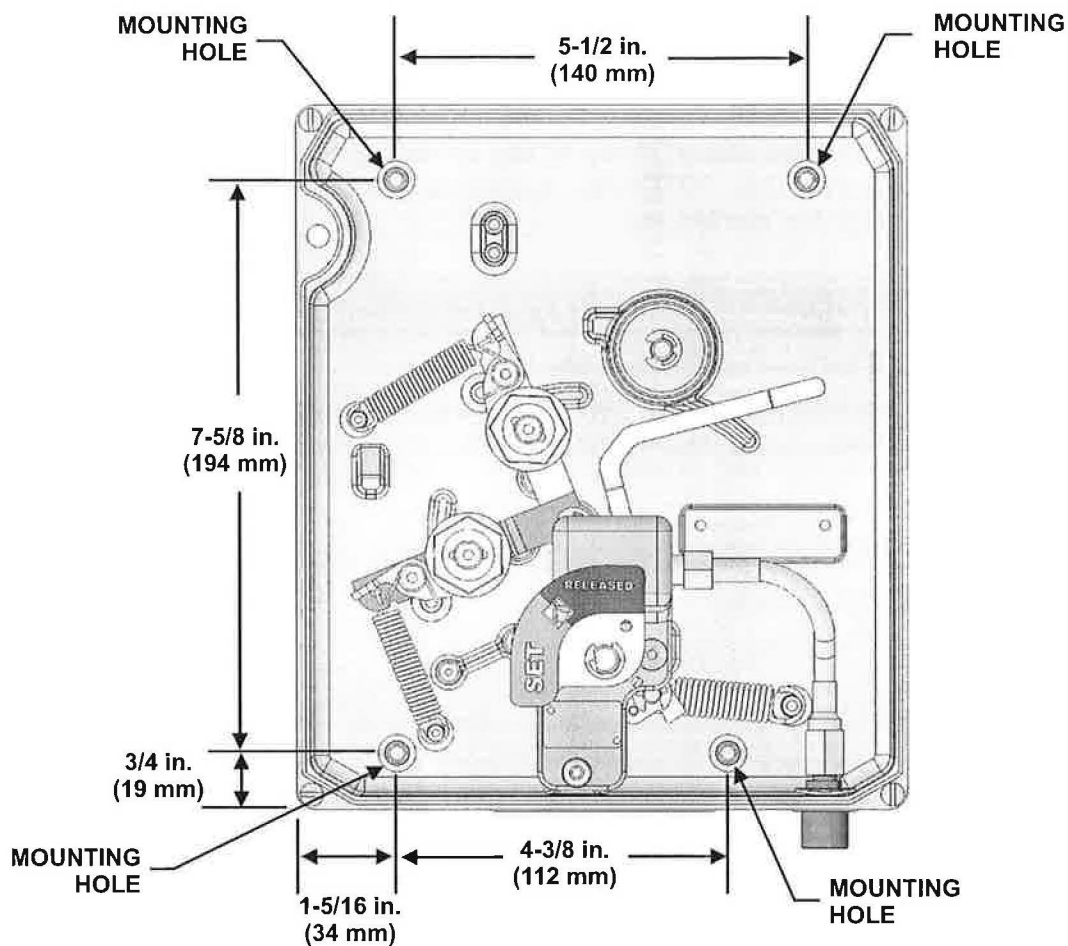 MOUNTING
HOLE
5-1/2 in.
(140 mm)
MOUNTING
HOLE
7-5/8 in.
(194 mm)
RELEASED
SET
3/4 in.
(19 mm)
MOUNTING
HOLE
4-3/8 in.
(112 mm)
1-5/16 in.
(34 mm)
MOUNTING
HOLE